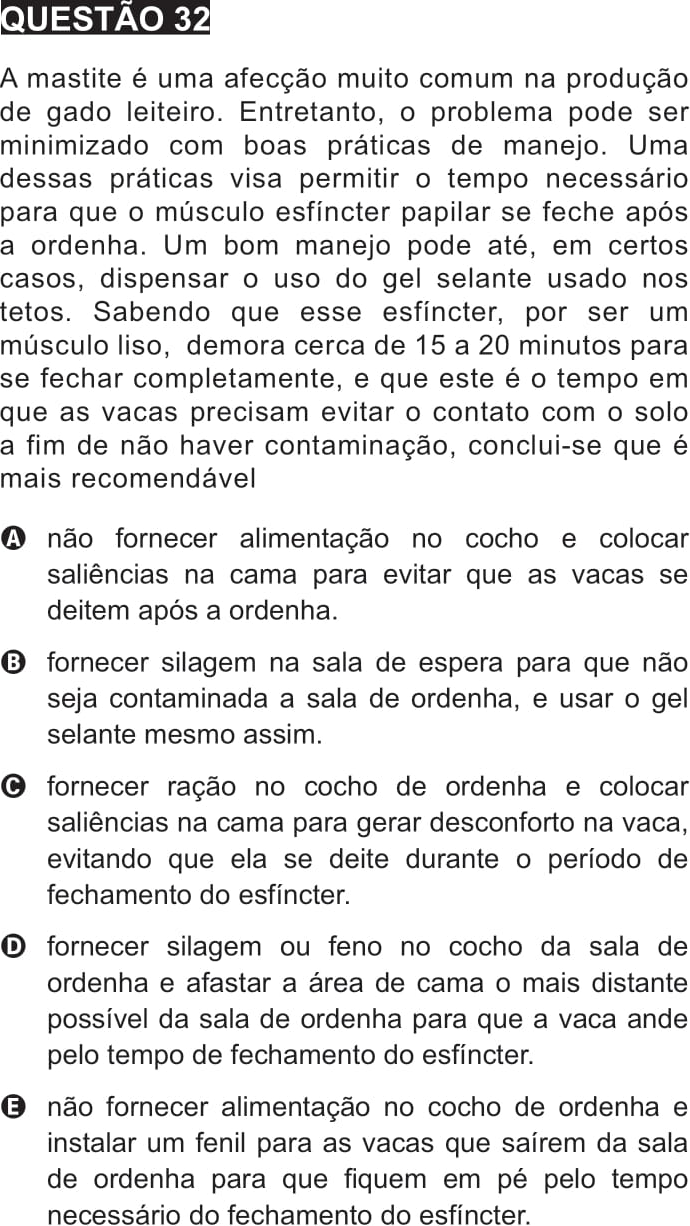 QUESTÃO 32
A mastite é uma afecção muito comum na produção
de gado leiteiro. Entretanto, o problema pode ser
minimizado com boas práticas de manejo. Uma
dessas práticas visa permitir o tempo necessário
para que o músculo esfíncter papilar se feche após
a ordenha. Um bom manejo pode até, em certos
casos, dispensar o uso do gel selante usado nos
tetos. Sabendo que esse esfíncter, por ser um
músculo liso, demora cerca de 15 a 20 minutos para
se fechar completamente, e que este é o tempo em
que as vacas precisam evitar o contato com o solo
a fim de não haver contaminação, conclui-se que é
mais recomendável
A não fornecer alimentação no cocho e colocar
saliências na cama para evitar que as vacas se
deitem após a ordenha.
B fornecer silagem na sala de espera para que não
seja contaminada a sala de ordenha, e usar o gel
selante mesmo assim.
C fornecer ração no cocho de ordenha e colocar
saliências na cama para gerar desconforto na vaca,
evitando que ela se deite durante o período de
fechamento do esfíncter.
D fornecer silagem ou feno no cocho da sala de
ordenha e afastar a área de cama o mais distante
possível da sala de ordenha para que a vaca ande
pelo tempo de fechamento do esfíncter.
E não fornecer alimentação no cocho de ordenha e
instalar um fenil para as vacas que saírem da sala
de ordenha para que fiquem em pé pelo tempo
necessário do fechamento do esfíncter.